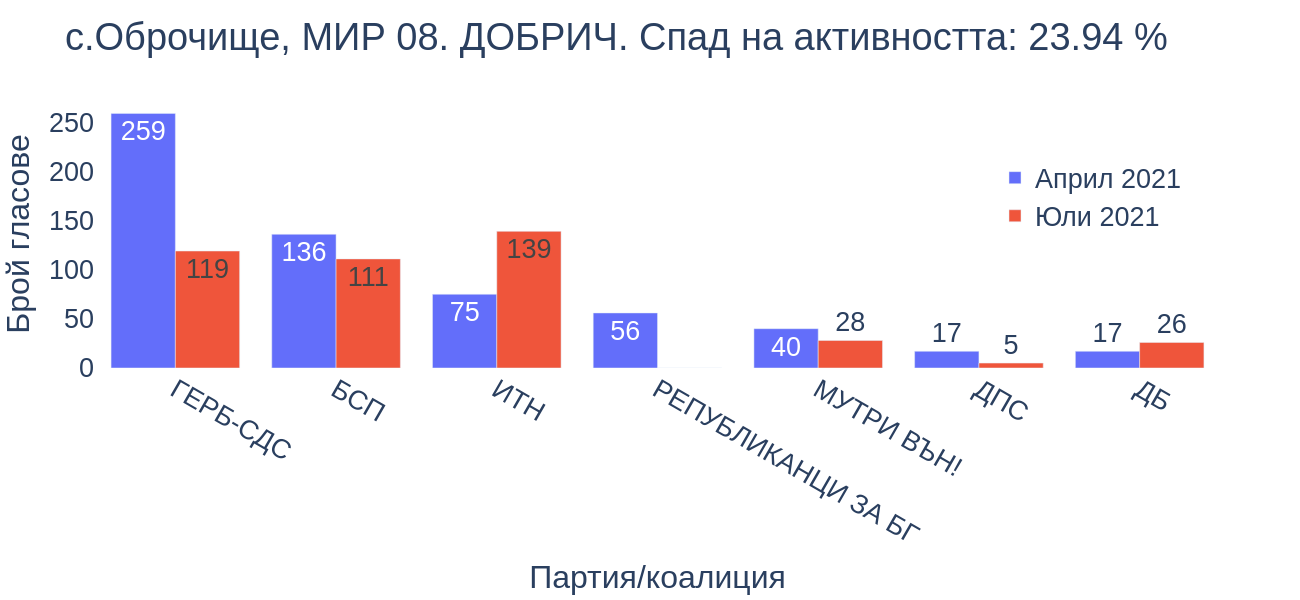 с.Оброчище, МИР 08. ДОБРИЧ. Спад на активността: 23.94 %
Брой гласове
250
200
150
100
50
0
259
119
136
111
75
139
56
40
28
17
5
17
26
Април 2021
Юли 2021
ГЕРБ-СДС
БСП
ИТН
РЕПУБЛИКАНЦИ ЗА БГ
МУТРИ ВЪН!
ДПС
ДБ
Партия/коалиция